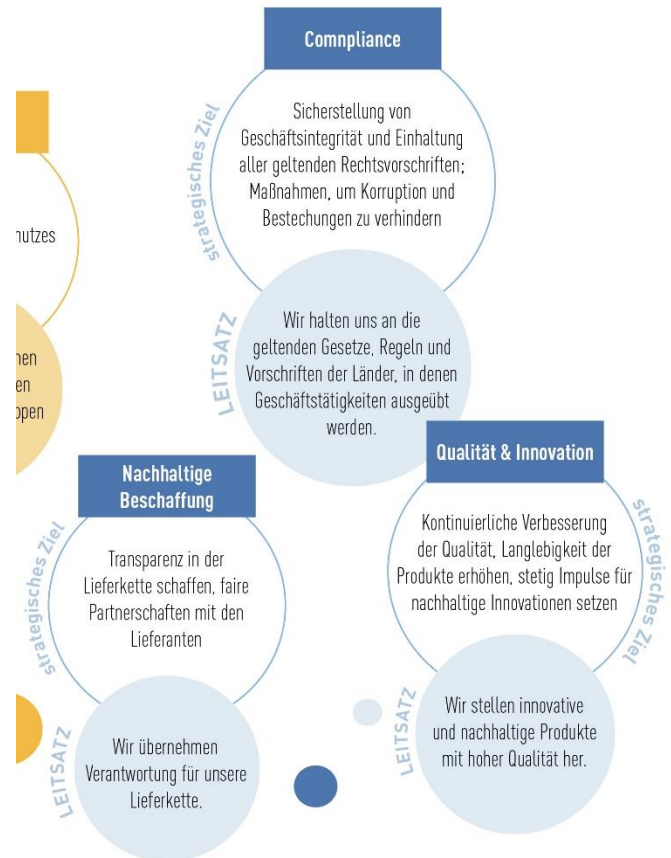 Comnpliance
strategisches Ziel
Sicherstellung von
Geschäftsintegrität und Einhaltung
aller geltenden Rechtsvorschriften;
Maßnahmen, um Korruption und
Bestechungen zu verhindern
LEITSATZ
Wir halten uns an die
geltenden Gesetze, Regeln und
Vorschriften der Länder, in denen
Geschäftstätigkeiten ausgeübt
werden.
Nachhaltige
Beschaffung
strategisches Ziel
Transparenz in der
Lieferkette schaffen, faire
Partnerschaften mit den
Lieferanten
LEITSATZ
Wir übernehmen
Verantwortung für unsere
Lieferkette.
Qualität & Innovation
strategisches Ziel
Kontinuierliche Verbesserung
der Qualität, Langlebigkeit der
Produkte erhöhen, stetig Impulse für
nachhaltige Innovationen setzen
LEITSATZ
Wir stellen innovative
und nachhaltige Produkte
mit hoher Qualität her.